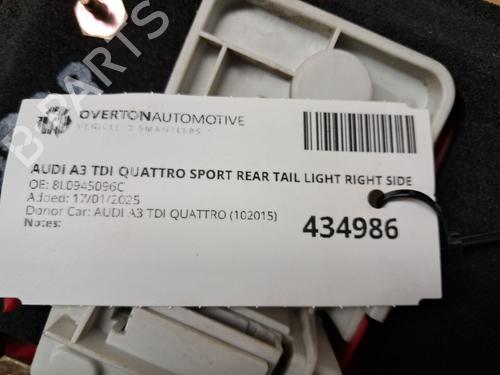 B-PARTS
OVERTONAUTOMOTIVE
VEHICLE DISMANTLERS
AUDI A3 TDI QUATTRO SPORT REAR TAIL LIGHT RIGHT SIDE
OE: 8L0945096C
Added: 17/01/2025
Donor Car: AUDI A3 TDI QUATTRO (102015)
Notes:
434986